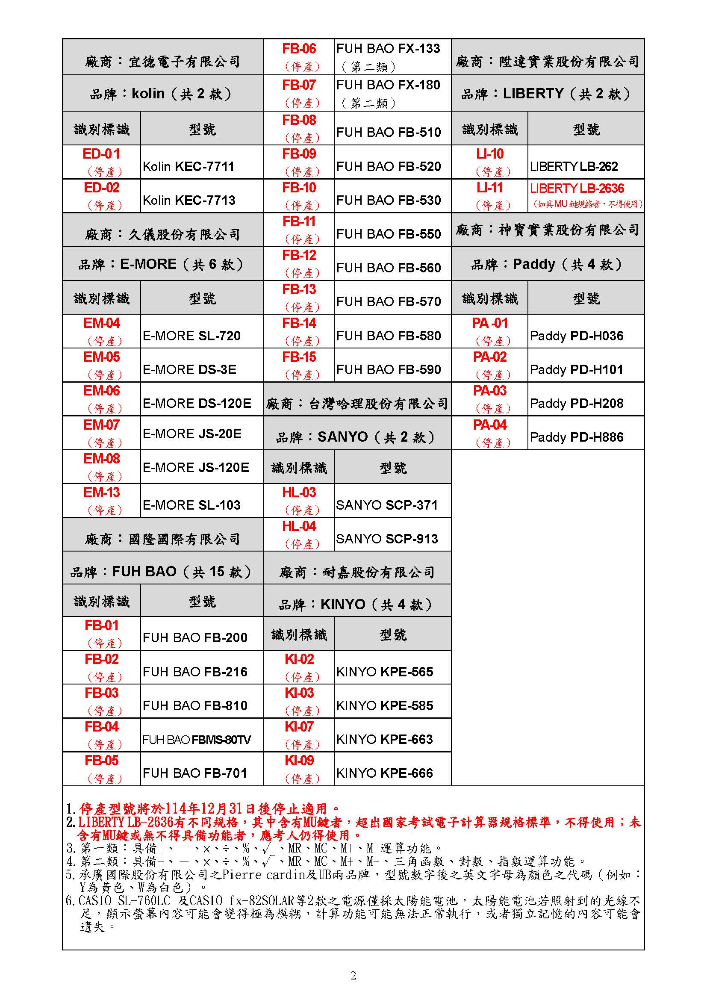 廠商：宜德電子有限公司
品牌：kolin（共 2 款）
識別標識 型號
ED-01
（停產）
Kolin KEC-7711
ED-02
（停產）
Kolin KEC-7713
廠商：久儀股份有限公司
品牌：E-MORE（共 6 款）
識別標識 型號
EM-04
（停產）
E-MORE SL-720
EM-05
（停產）
E-MORE DS-3E
EM-06
（停產）
E-MORE DS-120E
EM-07
（停產）
E-MORE JS-20E
EM-08
（停產）
E-MORE JS-120E
EM-13
（停產）
E-MORE SL-103
廠商：國隆國際有限公司
品牌：FUH BAO（共 15 款）
識別標識 型號
FB-01
（停產）
FUH BAO FB-200
FB-02
（停產）
FUH BAO FB-216
FB-03
（停產）
FUH BAO FB-810
FB-04
（停產）
FUH BAO FBMS-80TV
FB-05
（停產）
FUH BAO FB-701
FB-06
（停產）
FUH BAO FX-133
（第二類）
FB-07
（停產）
FUH BAO FX-180
（第二類）
FB-08
（停產）
FUH BAO FB-510
FB-09
（停產）
FUH BAO FB-520
FB-10
（停產）
FUH BAO FB-530
FB-11
（停產）
FUH BAO FB-550
FB-12
（停產）
FUH BAO FB-560
FB-13
（停產）
FUH BAO FB-570
FB-14
（停產）
FUH BAO FB-580
FB-15
（停產）
FUH BAO FB-590
廠商：台灣哈理股份有限公司
品牌：SANYO（共 2 款）
識別標識 型號
HL-03
（停產）
SANYO SCP-371
HL-04
（停產）
SANYO SCP-913
廠商：耐嘉股份有限公司
品牌：KINYO（共 4 款）
識別標識 型號
KI-02
（停產）
KINYO KPE-565
KI-03
（停產）
KINYO KPE-585
KI-07
（停產）
KINYO KPE-663
KI-09
（停產）
KINYO KPE-666
廠商：陞達實業股份有限公司
品牌：LIBERTY（共 2 款）
識別標識 型號
LI-10
（停產）
LIBERTY LB-262
LI-11
（停產）
LIBERTY LB-2636
（如具MU鍵規格者，不得使用）
廠商：神寶實業股份有限公司
品牌：Paddy（共 4 款）
識別標識 型號
PA -01
（停產）
Paddy PD-H036
PA-02
（停產）
Paddy PD-H101
PA-03
（停產）
Paddy PD-H208
PA-04
（停產）
Paddy PD-H886
1.停產型號將於114年12月31日後停止適用。
2.LIBERTY LB-2636有不同規格，其中含有MU鍵者，超出國家考試電子計算器規格標準，不得使用；未
含有MU鍵或無不得具備功能者，應考人仍得使用。
3.第一類：具備+、－、×、÷、%、√ 、MR、MC、M+、M-運算功能。
4.第二類：具備+、－、×、÷、%、√ 、MR、MC、M+、M-、三角函數、對數、指數運算功能。
5.承廣國際股份有限公司之Pierre cardin及UB兩品牌，型號數字後之英文字母為顏色之代碼（例如：
Y為黃色、W為白色）。
6.CASIO SL-760LC 及CASIO fx-82SOLAR等2款之電源僅採太陽能電池，太陽能電池若照射到的光線不
足，顯示螢幕內容可能會變得極為模糊，計算功能可能無法正常執行，或者獨立記憶的內容可能會
遺失。
2